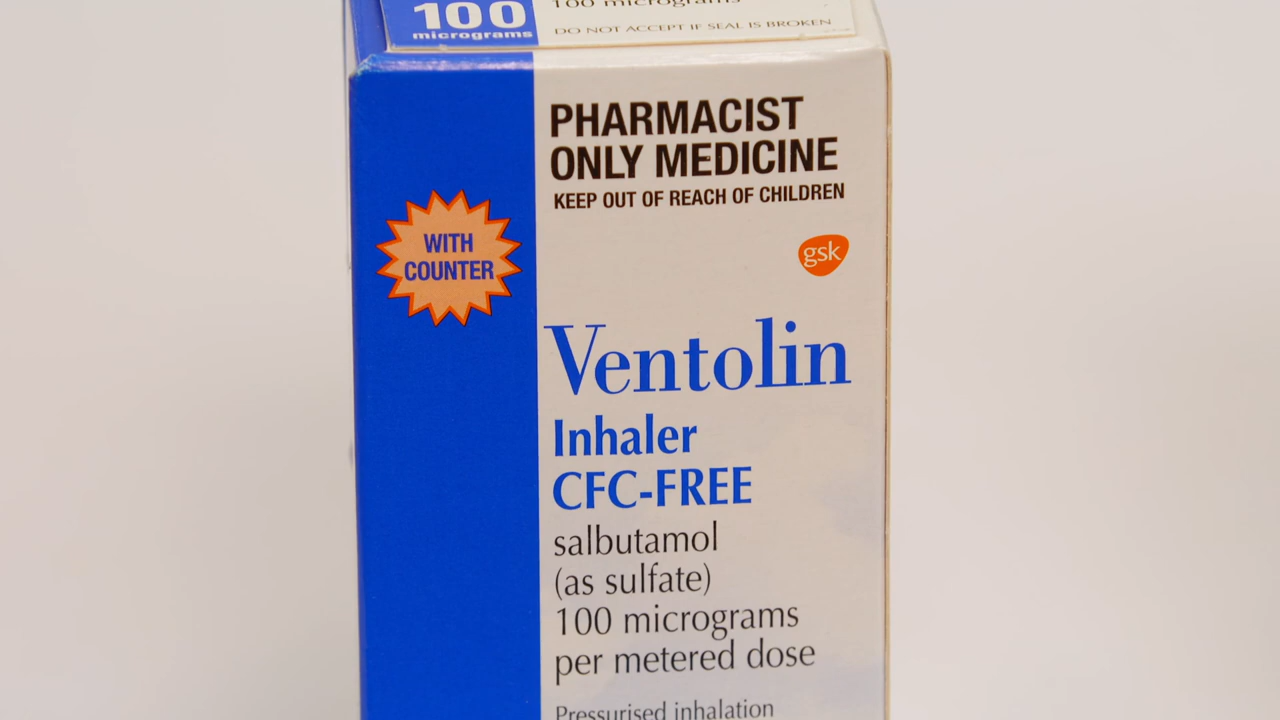 100
micrograms
100 micrograms
DO NOT ACCEPT IF SEAL IS BROKEN
PHARMACIST
ONLY MEDICINE
KEEP OUT OF REACH OF CHILDREN
WITH
COUNTER
gsk
Ventolin
Inhaler
CFC-FREE
salbutamol
(as sulfate)
100 micrograms
per metered dose
Pressurised inhalation